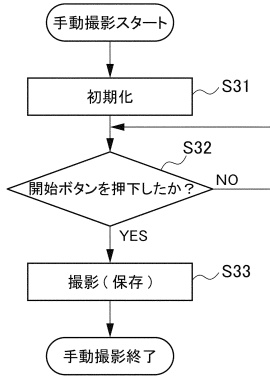 手動撮影スタート
初期化
S31
S32
開始ボタンを押下したか？
NO
YES
撮影（保存）
S33
手動撮影終了